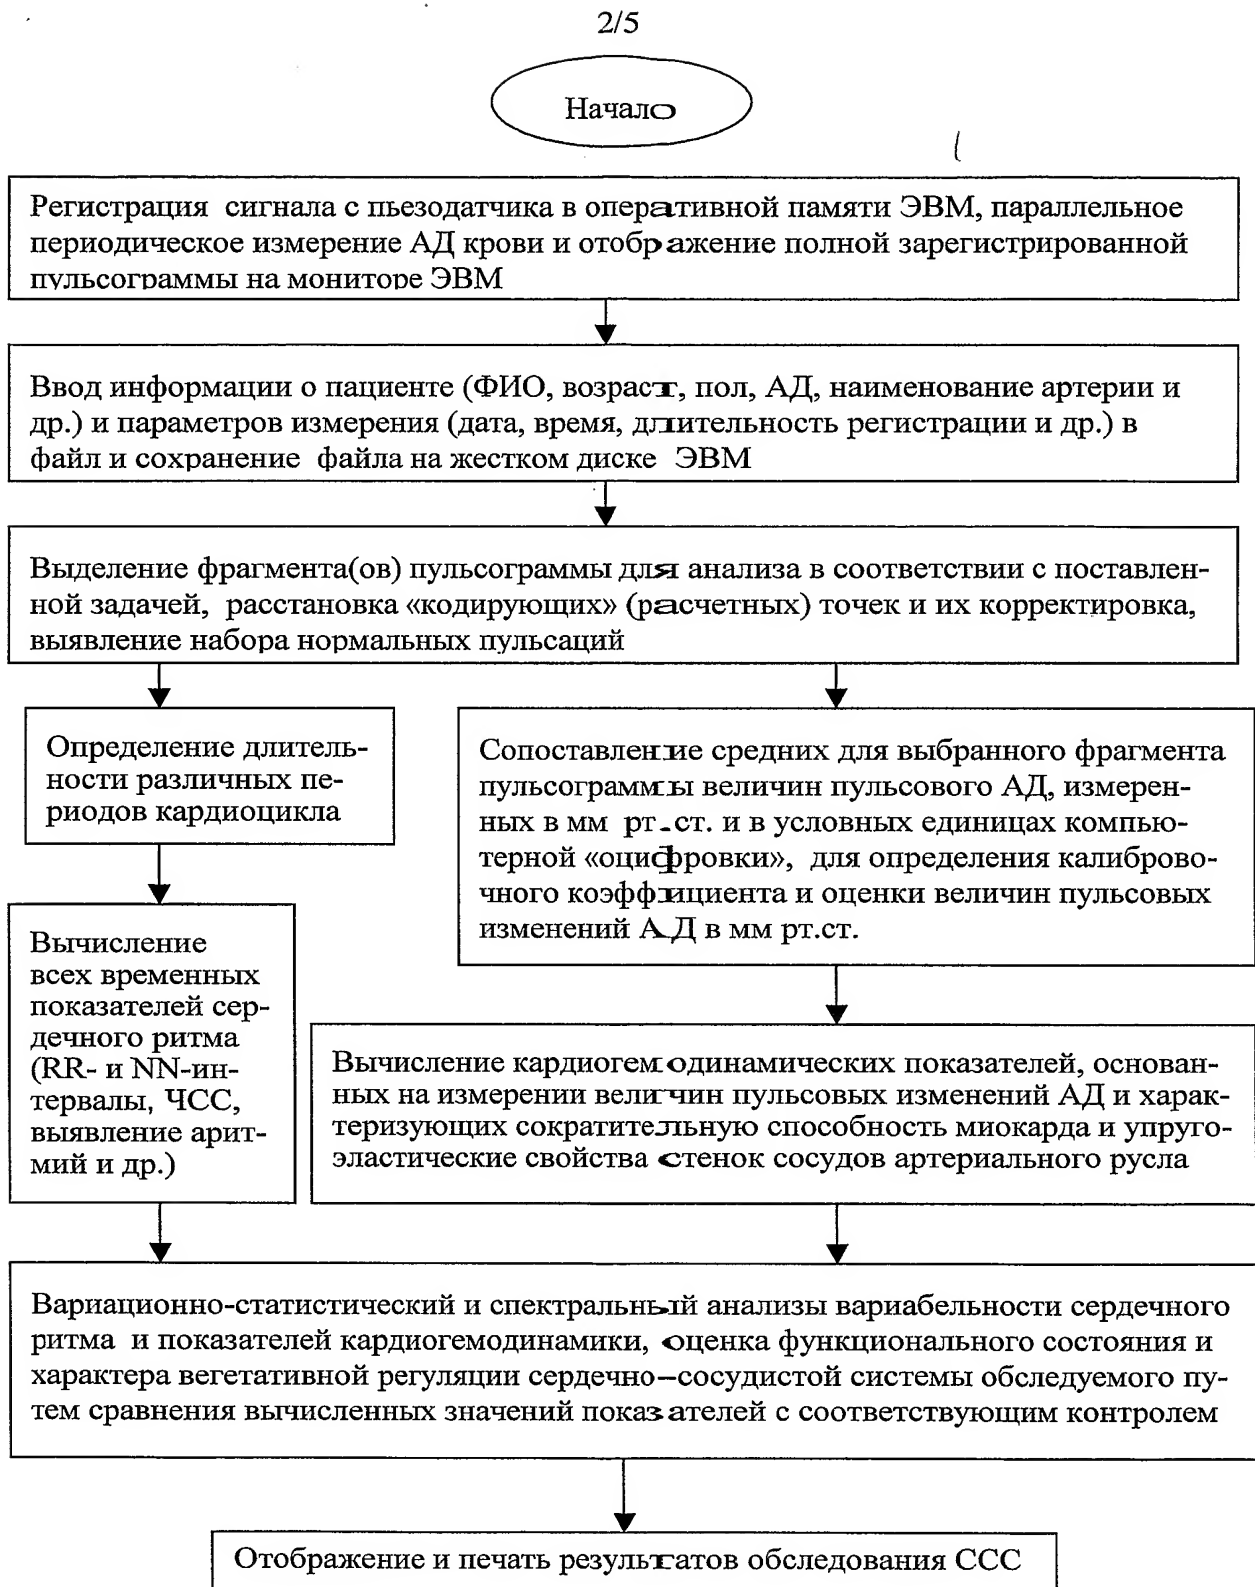 2/5
Начало
Регистрация сигнала с пьезодатчика в оперативной памяти ЭВМ, параллельное
периодическое измерение АД крови и отображение полной зарегистрированной
пульсограммы на мониторе ЭВМ
Ввод информации о пациенте (ФИО, возраст, пол, АД, наименование артерии и
др.) и параметров измерения (дата, время, длительность регистрации и др.) в
файл и сохранение файла на жестком диске ЭВМ
Выделение фрагмента(ов) пульсограммы для анализа в соответствии с поставлен-
ной задачей, расстановка «кодирующих» (расчетных) точек и их корректировка,
выявление набора нормальных пульсаций
Определение длитель-
ности различных пе-
риодов кардиоцикла
Сопоставление средних для выбранного фрагмента
пульсограммы величин пульсового АД, измерен-
ных в мм рт.ст. и в условных единицах компью-
терной «оцифровки», для определения калибровo-
чного коэффициента и оценки величин пульсовых
изменений АД в мм рт.ст.
Вычисление
всех временных
показателей сер-
дечного ритма
(RR- и NN-ин-
тервалы, ЧСС,
выявление арит-
мий и др.)
Вычисление кардиогемодинамических показателей, основан-
ных на измерении величин пульсовых изменений АД и харак-
теризующих сократительную способность миокарда и упруго-
эластические свойства стенок сосудов артериального русла
Вариационно-статистический и спектральный анализы вариабельности сердечного
ритма и показателей кардиогемодинамики, оценка функционального состояния и
характера вегетативной регуляции сердечно–сосудистой системы обследуемого пу-
тем сравнения вычисленных значений показателей с соответствующим контролем
Отображение и печать результатов обследования ССС